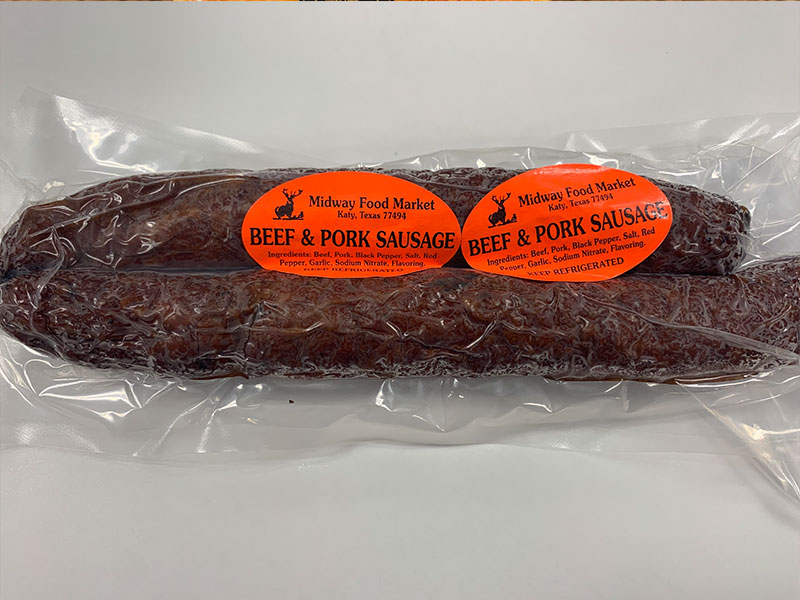 Midway Food Market
Katy, Texas 77494
BEEF & PORK SAUSAGE
Ingredients: Beef, Pork, Black Pepper, Salt, Red
Pepper, Garlic, Sodium Nitrate, Flavoring.
KEEP REFRIGERATED
Midway Food Market
Katy, Texas 77494
BEEF & PORK SAUSAGE
Ingredients: Beef, Pork, Black Pepper, Salt, Red
Pepper, Garlic, Sodium Nitrate, Flavoring.
KEEP REFRIGERATED